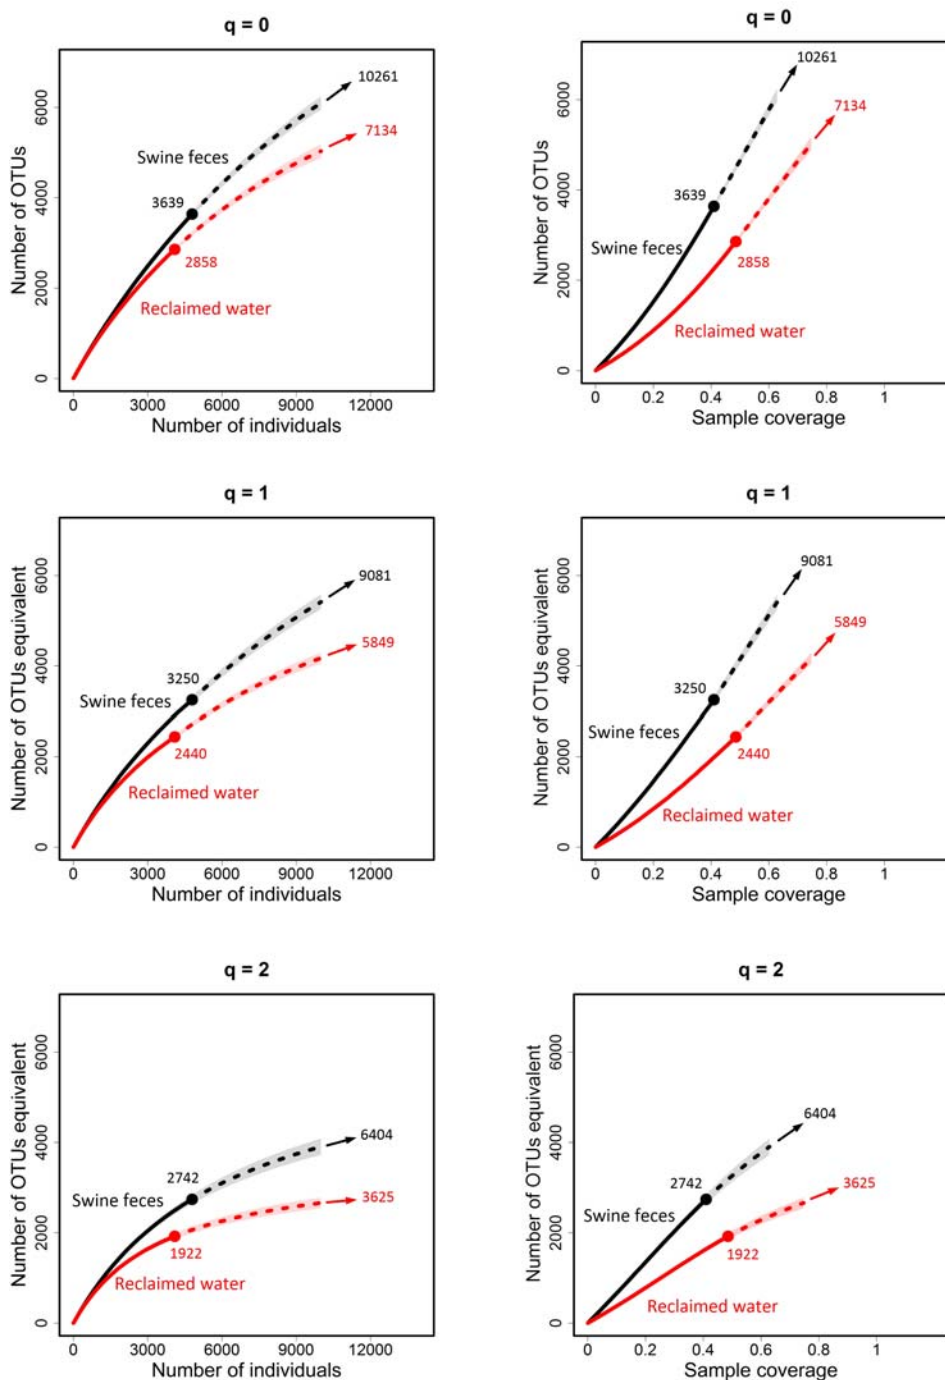 q = 0
Number of OTUs
6000
4000
2000
0
10261
7134
Swine feces
3639
2858
Reclaimed water
0 3000 6000 9000 12000
Number of individuals
q = 0
Number of OTUs
6000
4000
2000
0
10261
7134
3639
Swine feces
2858
Reclaimed water
0 0.2 0.4 0.6 0.8 1
Sample coverage
q = 1
Number of OTUs equivalent
6000
4000
2000
0
9081
5849
3250
Swine feces
2440
Reclaimed water
0 3000 6000 9000 12000
Number of individuals
q = 1
Number of OTUs equivalent
6000
4000
2000
0
9081
5849
3250
Swine feces
2440
Reclaimed water
0 0.2 0.4 0.6 0.8 1
Sample coverage
q = 2
Number of OTUs equivalent
6000
4000
2000
0
6404
2742
Swine feces
3625
1922
Reclaimed water
0 3000 6000 9000 12000
Number of individuals
q = 2
Number of OTUs equivalent
6000
4000
2000
0
6404
2742
3625
Swine feces
1922
Reclaimed water
0 0.2 0.4 0.6 0.8 1
Sample coverage